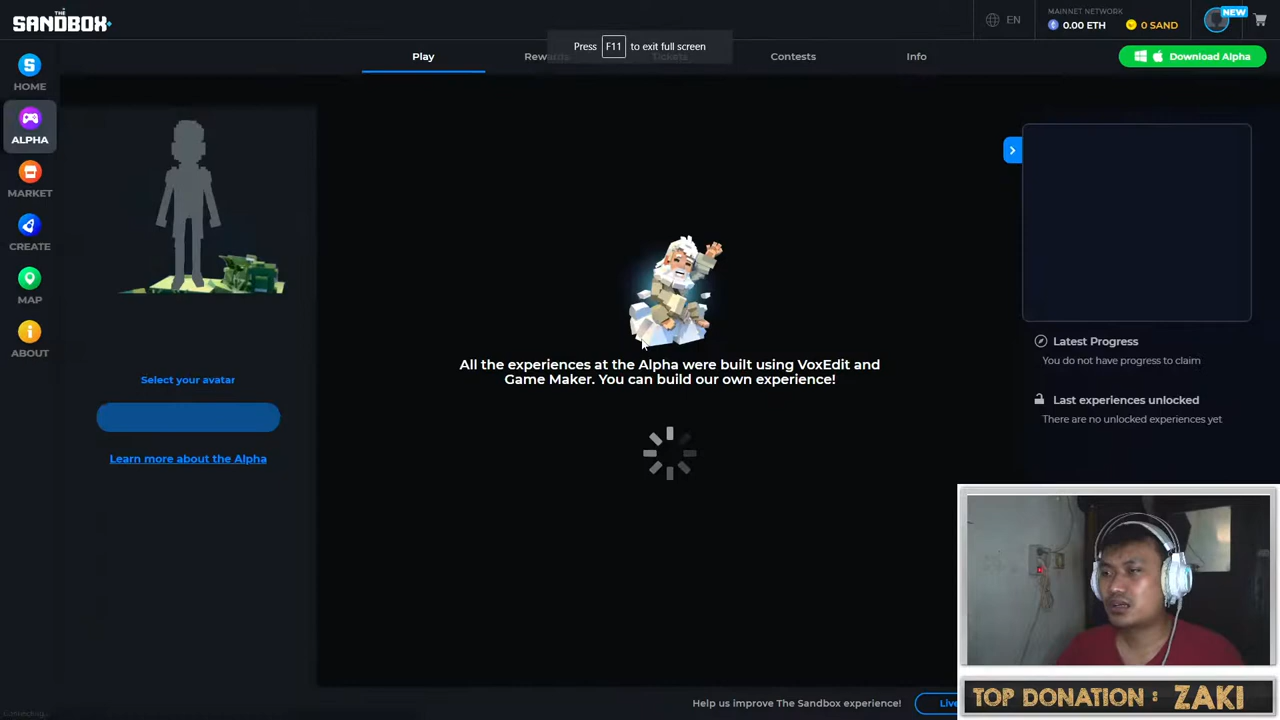 THE
SANDBOX
EN
MAINNET NETWORK
0.00 ETH
0 SAND
NEW
Press F11 to exit full screen
Play
Rewards
Tickets
Contests
Info
Download Alpha
HOME
ALPHA
MARKET
CREATE
MAP
ABOUT
Select your avatar
Learn more about the Alpha
All the experiences at the Alpha were built using VoxEdit and
Game Maker. You can build our own experience!
Latest Progress
You do not have progress to claim
Last experiences unlocked
There are no unlocked experiences yet
Help us improve The Sandbox experience!
Live
TOP DONATION : ZAKI